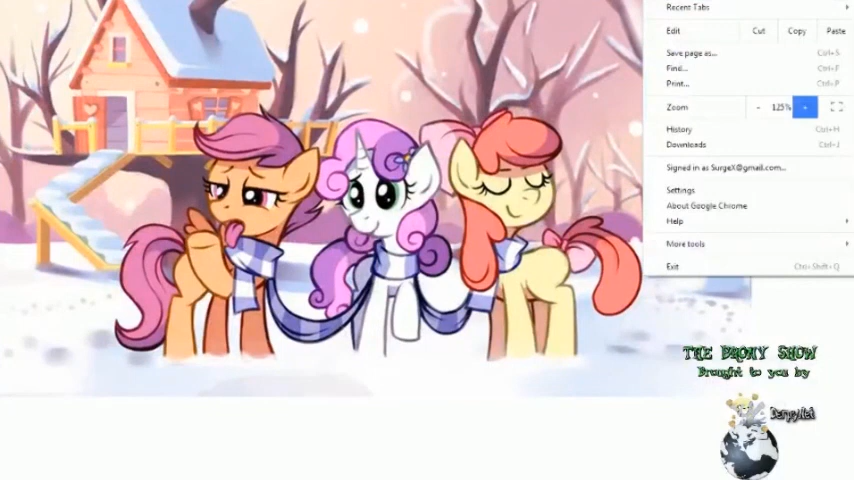 Recent Tabs
Edit Cut Copy Paste
Save page as... Ctrl+S
Find... Ctrl+F
Print... Ctrl+P
Zoom - 125% +
History Ctrl+H
Downloads Ctrl+J
Signed in as SurgeX@gmail.com...
Settings
About Google Chrome
Help
More tools
Exit Ctrl+Shift+Q
THE BRONY SHOW
Brought to you by
Derpy.Net